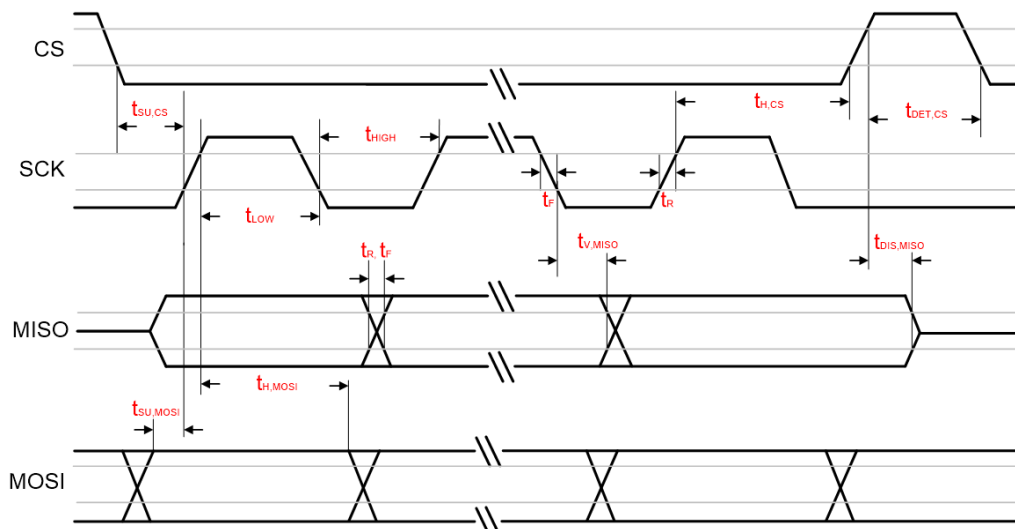 CS
tSU,CS
tH,CS
tDET,CS
tHIGH
SCK
tLOW
tF
tR
tV,MISO
tDIS,MISO
tR, tF
MISO
tH,MOSI
tSU,MOSI
MOSI